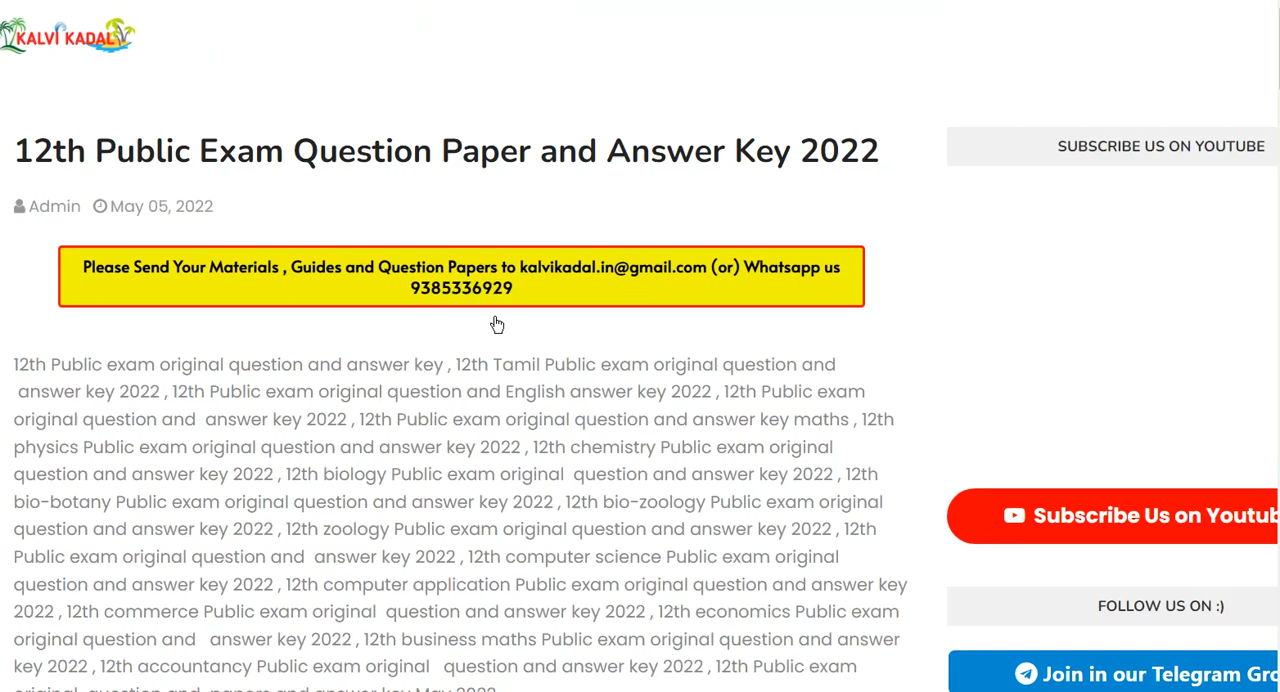 KALVI KADAL
12th Public Exam Question Paper and Answer Key 2022
SUBSCRIBE US ON YOUTUBE
Admin May 05, 2022
Please Send Your Materials , Guides and Question Papers to kalvikadal.in@gmail.com (or) Whatsapp us
9385336929
12th Public exam original question and answer key , 12th Tamil Public exam original question and
answer key 2022 , 12th Public exam original question and English answer key 2022 , 12th Public exam
original question and  answer key 2022 , 12th Public exam original question and answer key maths , 12th
physics Public exam original question and answer key 2022 , 12th chemistry Public exam original
question and answer key 2022 , 12th biology Public exam original  question and answer key 2022 , 12th
bio-botany Public exam original question and answer key 2022 , 12th bio-zoology Public exam original
question and answer key 2022 , 12th zoology Public exam original question and answer key 2022 , 12th
Public exam original question and  answer key 2022 , 12th computer science Public exam original
question and answer key 2022 , 12th computer application Public exam original question and answer key
2022 , 12th commerce Public exam original  question and answer key 2022 , 12th economics Public exam
original question and   answer key 2022 , 12th business maths Public exam original question and answer
key 2022 , 12th accountancy Public exam original   question and answer key 2022 , 12th Public exam
original  question and  papers and answer key May 2022
Subscribe Us on Youtub
FOLLOW US ON :)
Join in our Telegram Gro